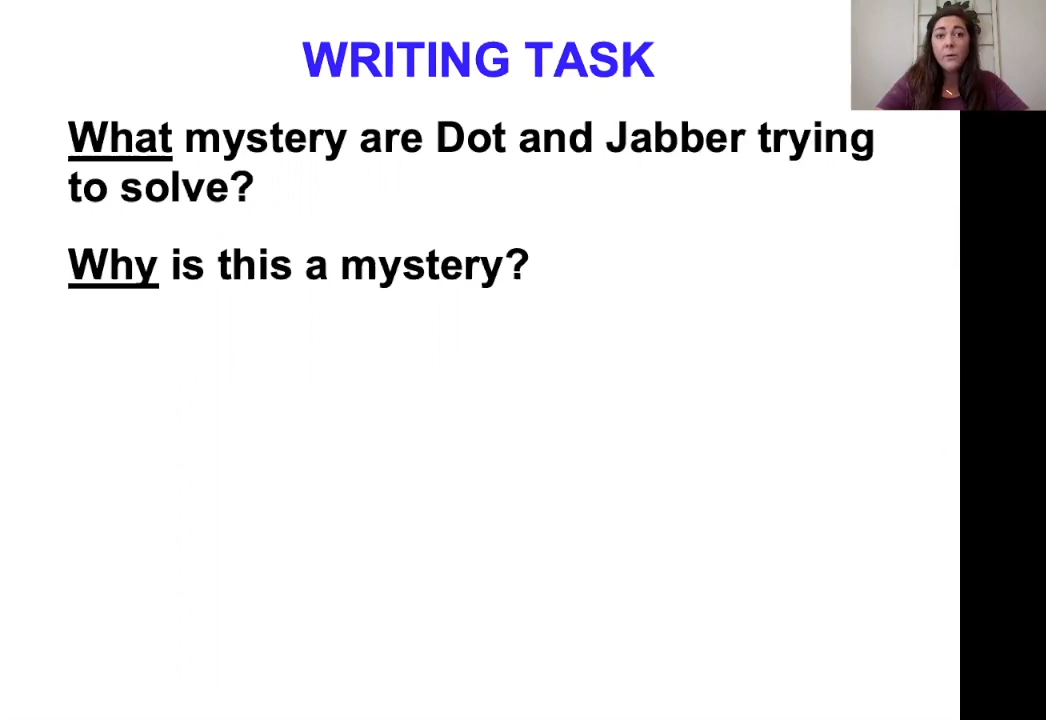 WRITING TASK
What mystery are Dot and Jabber trying
to solve?
Why is this a mystery?